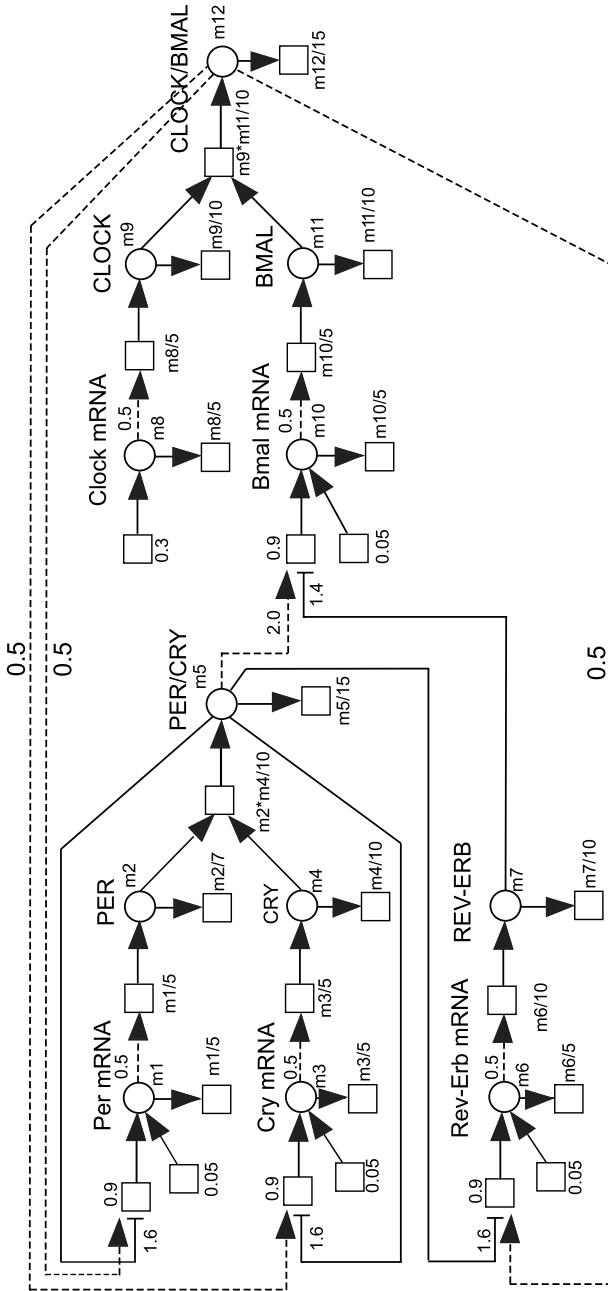 0.5
0.5
Per mRNA
0.9
0.05
1.6
0.5
m1
m1/5
m1/5
PER
m2
m2/7
Cry mRNA
0.9
0.05
1.6
0.5
m3
m3/5
m3/5
CRY
m4
m4/10
m2*m4/10
PER/CRY
m5
m5/15
Rev-Erb mRNA
0.9
0.05
1.6
0.5
m6
m6/5
m6/10
REV-ERB
m7
m7/10
Clock mRNA
0.3
0.5
m8
m8/5
m8/5
CLOCK
m9
m9/10
Bmal mRNA
2.0
0.9
1.4
0.05
0.5
m10
m10/5
m10/5
BMAL
m11
m11/10
m9*m11/10
CLOCK/BMAL
m12
m12/15
0.5